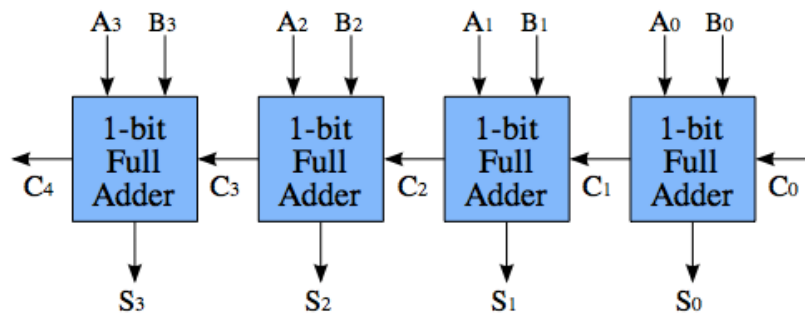 A3 B3 A2 B2 A1 B1 A0 B0
1-bit 1-bit 1-bit 1-bit
Full Full Full Full
Adder Adder Adder Adder
C4 C3 C2 C1 C0
S3 S2 S1 S0